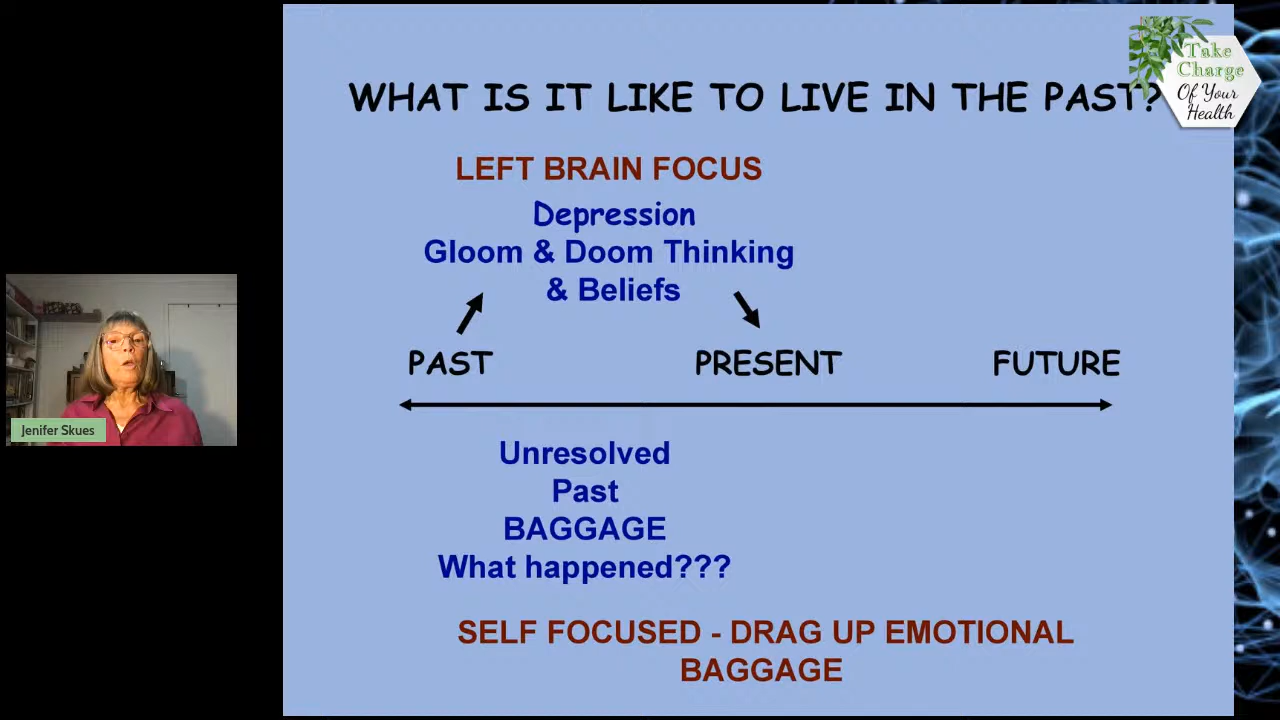 WHAT IS IT LIKE TO LIVE IN THE PAST?
Take
Charge
Of Your
Health
LEFT BRAIN FOCUS
Depression
Gloom & Doom Thinking
& Beliefs
PAST PRESENT FUTURE
Jenifer Skues
Unresolved
Past
BAGGAGE
What happened???
SELF FOCUSED - DRAG UP EMOTIONAL
BAGGAGE